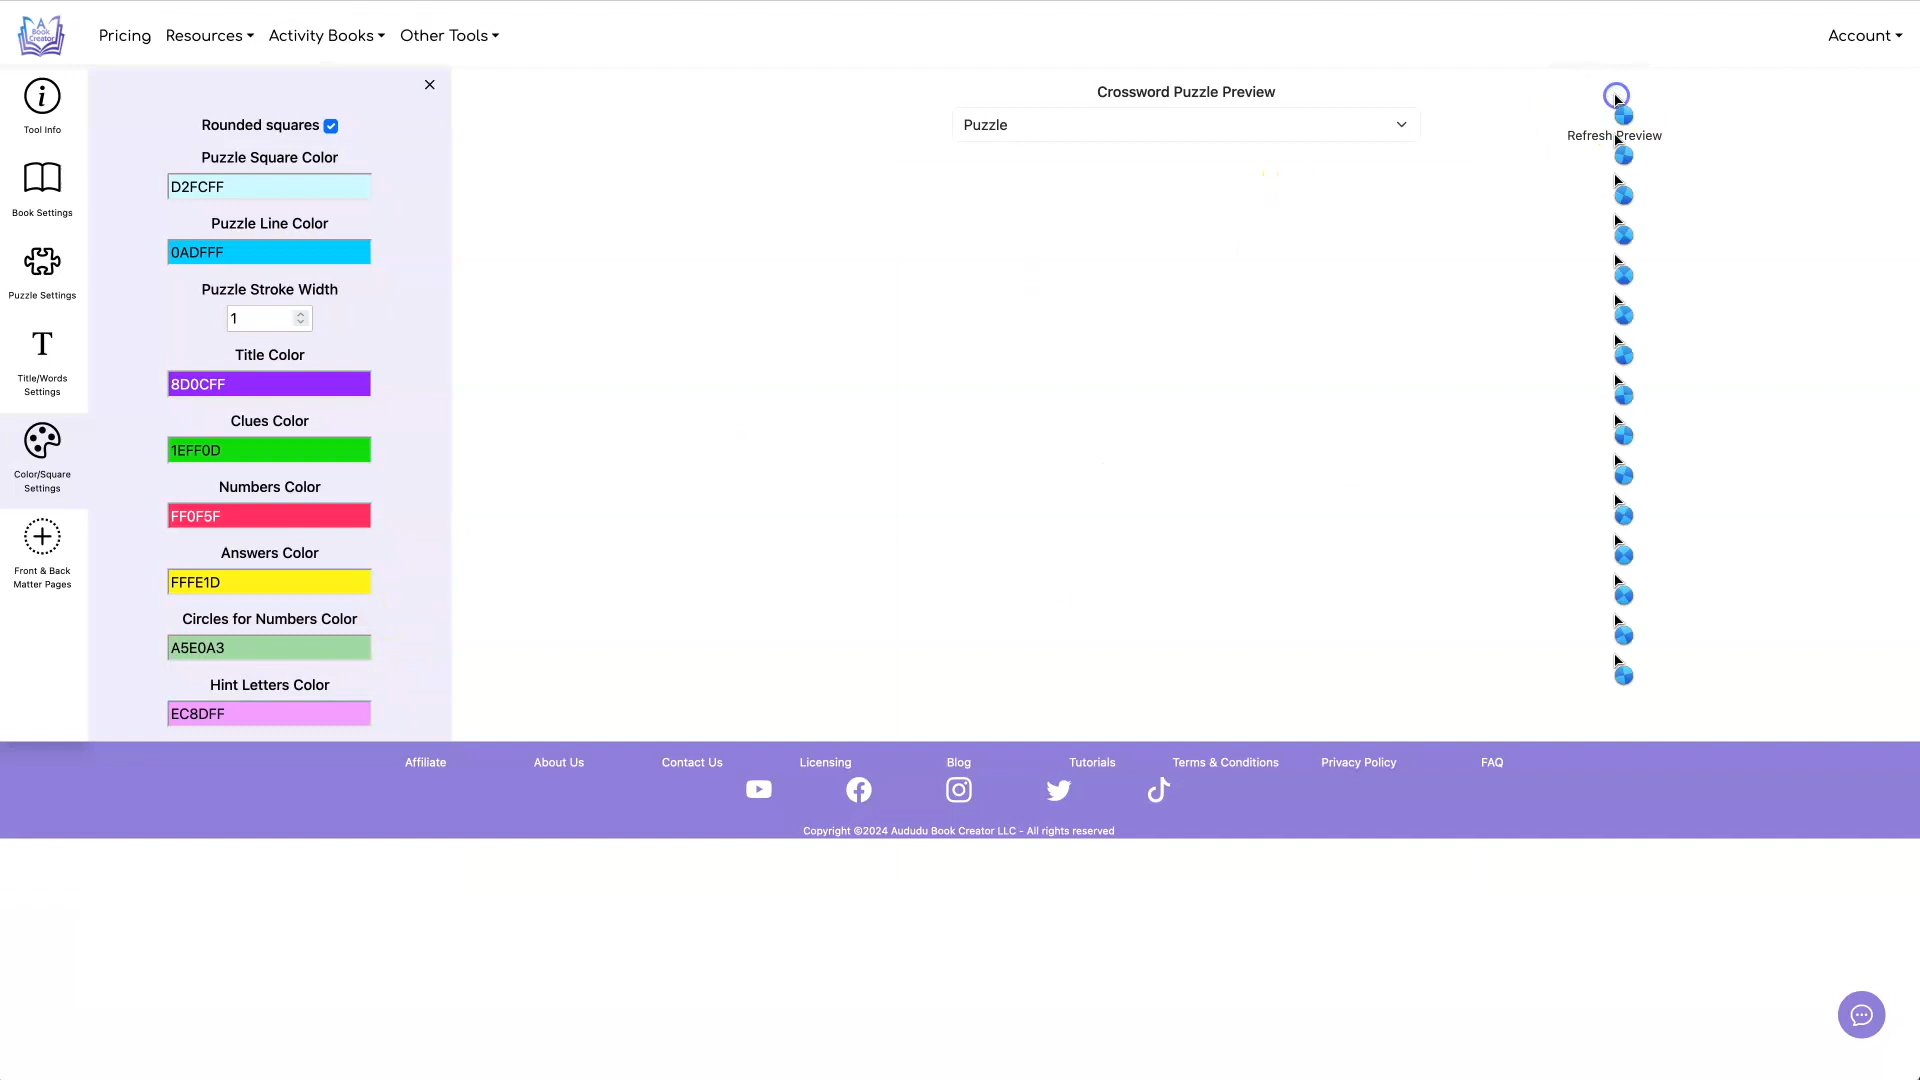 A
Book
Creator
Pricing
Resources
Activity Books
Other Tools
Account
Tool Info
Book Settings
Puzzle Settings
Title/Words
Settings
Color/Square
Settings
Front & Back
Matter Pages
Rounded squares
Puzzle Square Color
D2FCFF
Puzzle Line Color
0ADFFF
Puzzle Stroke Width
1
Title Color
8D0CFF
Clues Color
1EFF0D
Numbers Color
FF0F5F
Answers Color
FFFE1D
Circles for Numbers Color
A5E0A3
Hint Letters Color
EC8DFF
Crossword Puzzle Preview
Puzzle
Refresh Preview
Affiliate
About Us
Contact Us
Licensing
Blog
Tutorials
Terms & Conditions
Privacy Policy
FAQ
Copyright ©2024 Aududu Book Creator LLC - All rights reserved